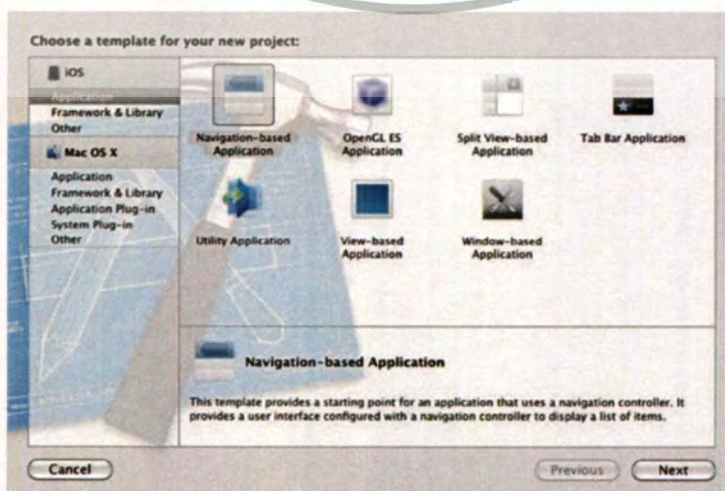 Choose a template for your new project:
iOS
Application
Framework & Library
Other
Mac OS X
Application
Framework & Library
Application Plug-in
System Plug-in
Other
Navigation-based
Application
OpenGL ES
Application
Split View-based
Application
Tab Bar Application
Utility Application
View-based
Application
Window-based
Application
Navigation-based Application
This template provides a starting point for an application that uses a navigation controller. It
provides a user interface configured with a navigation controller to display a list of items.
Cancel
Previous
Next